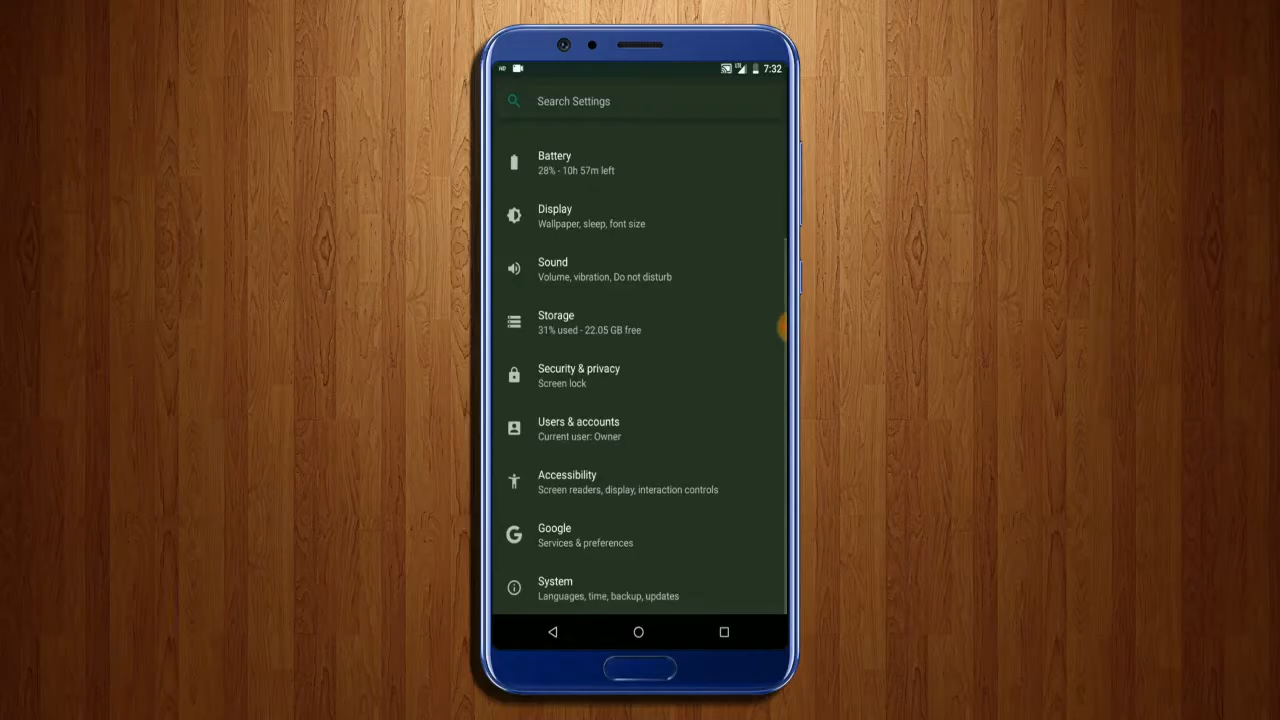 HD
LTE
7:32
Search Settings
Battery
28% - 10h 57m left
Display
Wallpaper, sleep, font size
Sound
Volume, vibration, Do not disturb
Storage
31% used - 22.05 GB free
Security & privacy
Screen lock
Users & accounts
Current user: Owner
Accessibility
Screen readers, display, interaction controls
Google
Services & preferences
System
Languages, time, backup, updates